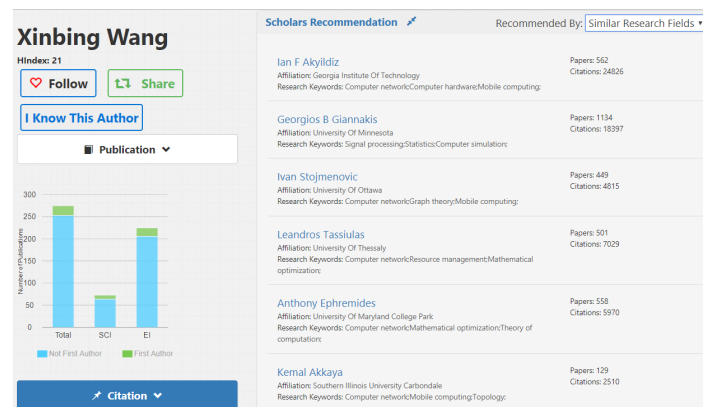 Xinbing Wang
HIndex: 21
Follow
Share
I Know This Author
Publication
300
250
200
150
100
50
0
Number of Publications
Total SCI EI
Not First Author First Author
Citation
Scholars Recommendation
Recommended By: Similar Research Fields
Ian F Akyildiz
Affiliation: Georgia Institute Of Technology
Research Keywords: Computer network;Computer hardware;Mobile computing;
Papers: 562
Citations: 24826
Georgios B Giannakis
Affiliation: University Of Minnesota
Research Keywords: Signal processing;Statistics;Computer simulation;
Papers: 1134
Citations: 18397
Ivan Stojmenovic
Affiliation: University Of Ottawa
Research Keywords: Computer network;Graph theory;Mobile computing;
Papers: 449
Citations: 4815
Leandros Tassiulas
Affiliation: University Of Thessaly
Research Keywords: Computer network;Resource management;Mathematical
optimization;
Papers: 501
Citations: 7029
Anthony Ephremides
Affiliation: University Of Maryland College Park
Research Keywords: Computer network;Mathematical optimization;Theory of
computation;
Papers: 558
Citations: 5970
Kemal Akkaya
Affiliation: Southern Illinois University Carbondale
Research Keywords: Computer network;Mobile computing;Topology;
Papers: 129
Citations: 2510